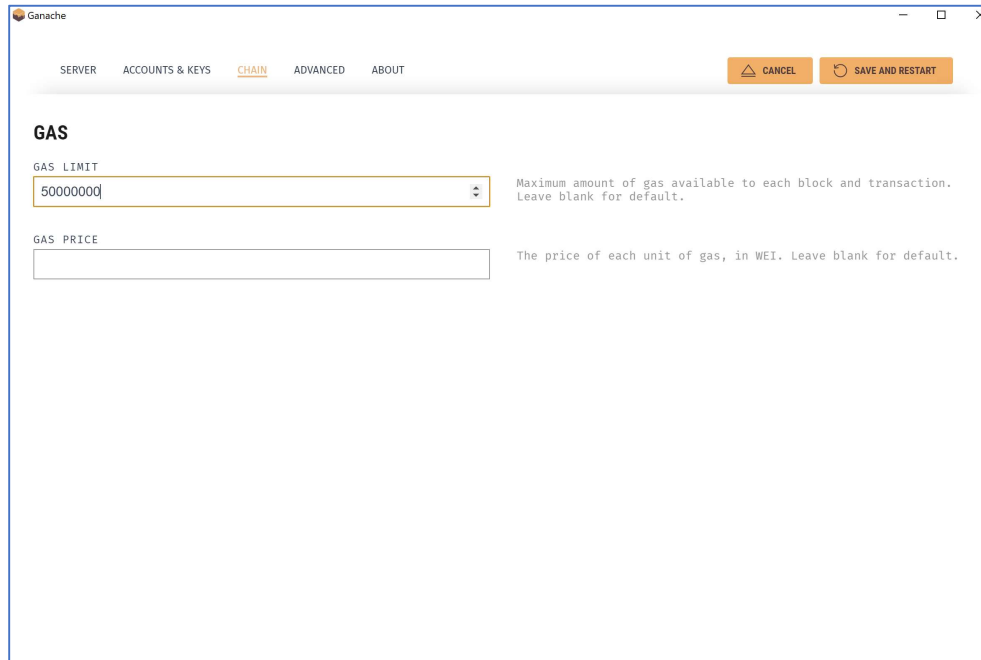 Ganache
SERVER ACCOUNTS & KEYS CHAIN ADVANCED ABOUT CANCEL SAVE AND RESTART
GAS
GAS LIMIT
50000000
Maximum amount of gas available to each block and transaction.
Leave blank for default.
GAS PRICE
The price of each unit of gas, in WEI. Leave blank for default.